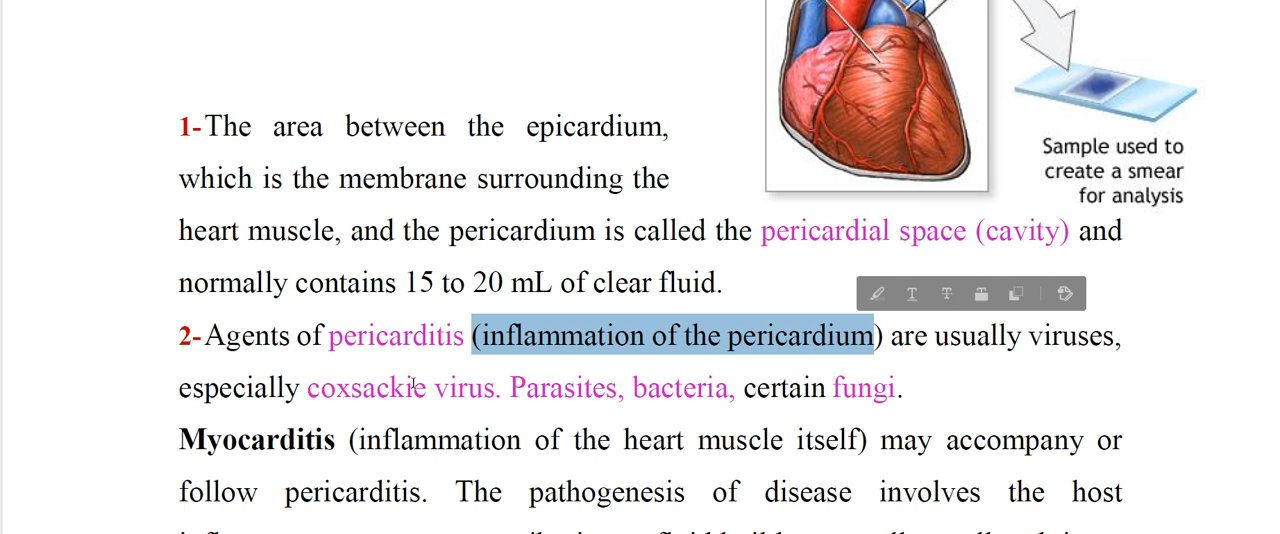 Sample used to
create a smear
for analysis
1-The area between the epicardium,
which is the membrane surrounding the
heart muscle, and the pericardium is called the pericardial space (cavity) and
normally contains 15 to 20 mL of clear fluid.
2-Agents of pericarditis (inflammation of the pericardium) are usually viruses,
especially coxsackie virus. Parasites, bacteria, certain fungi.
Myocarditis (inflammation of the heart muscle itself) may accompany or
follow pericarditis. The pathogenesis of disease involves the host